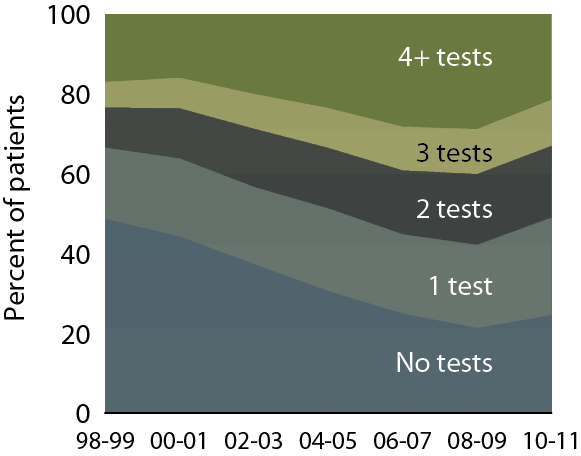 Percent of patients
100
80
60
40
20
0
4+ tests
3 tests
2 tests
1 test
No tests
98-99 00-01 02-03 04-05 06-07 08-09 10-11